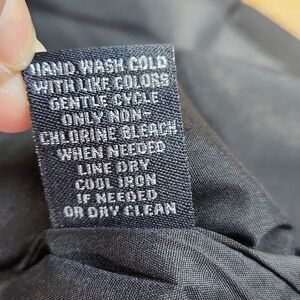 HAND WASH COLD
WITH LIKE COLORS
GENTLE CYCLE
ONLY NON-
CHLORINE BLEACH
WHEN NEEDED
LINE DRY
COOL IRON
IF NEEDED
OR DRY CLEAN